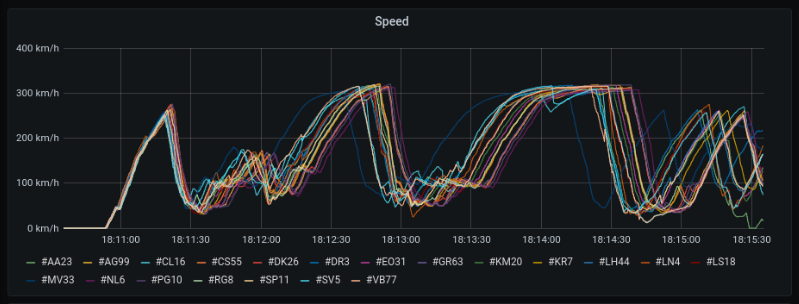 Speed
400 km/h
300 km/h
200 km/h
100 km/h
0 km/h
18:11:00 18:11:30 18:12:00 18:12:30 18:13:00 18:13:30 18:14:00 18:14:30 18:15:00 18:15:30
#AA23 #AG99 #CL16 #CS55 #DK26 #DR3 #EO31 #GR63 #KM20 #KR7 #LH44 #LN4 #LS18
#MV33 #NL6 #PG10 #RG8 #SP11 #SV5 #VB77